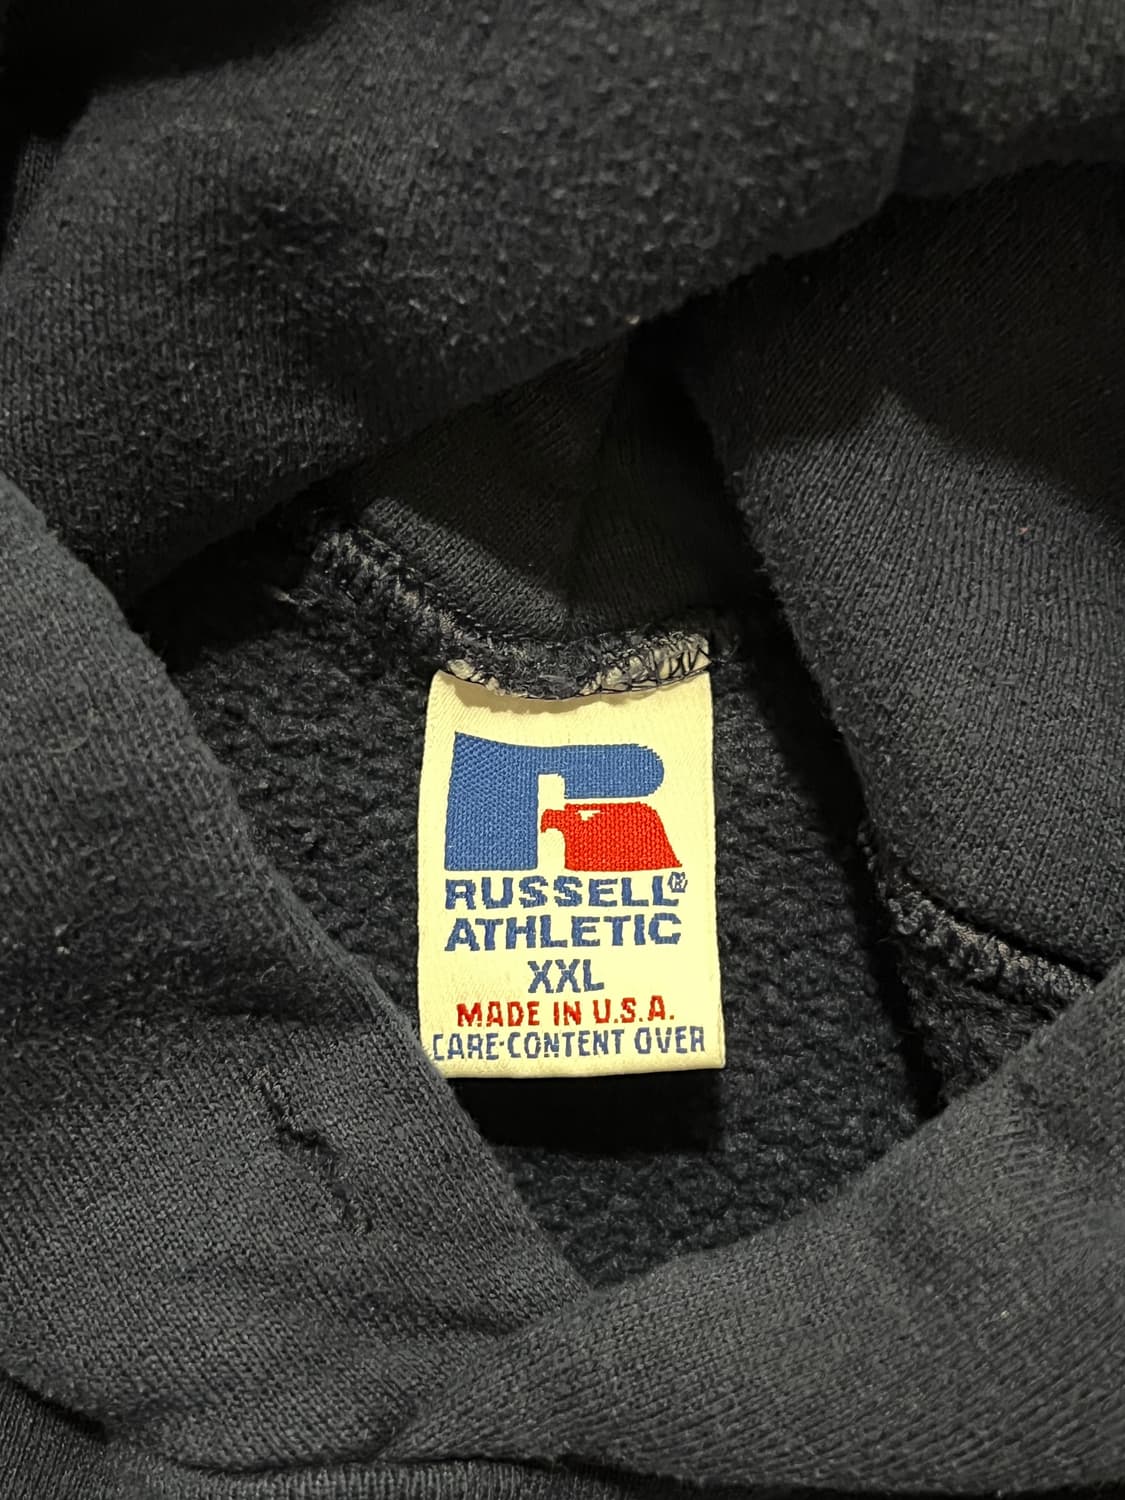 RUSSELL®
ATHLETIC
XXL
MADE IN U.S.A.
CARE-CONTENT OVER